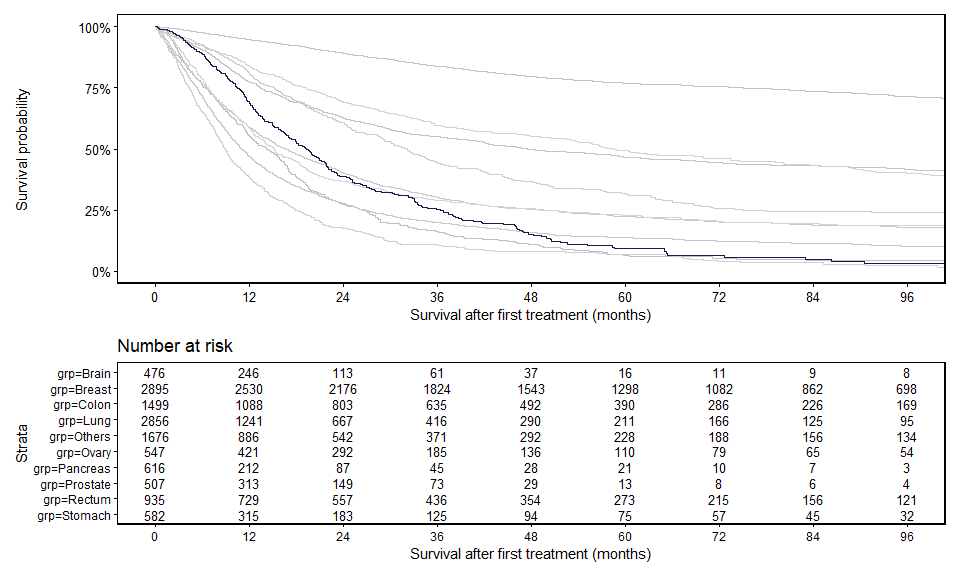 100%
75%
50%
25%
0%
Survival probability
0 12 24 36 48 60 72 84 96
Survival after first treatment (months)
Number at risk
Strata
grp=Brain 476 246 113 61 37 16 11 9 8
grp=Breast 2895 2530 2176 1824 1543 1298 1082 862 698
grp=Colon 1499 1088 803 635 492 390 286 226 169
grp=Lung 2856 1241 667 416 290 211 166 125 95
grp=Others 1676 886 542 371 292 228 188 156 134
grp=Ovary 547 421 292 185 136 110 79 65 54
grp=Pancreas 616 212 87 45 28 21 10 7 3
grp=Prostate 507 313 149 73 29 13 8 6 4
grp=Rectum 935 729 557 436 354 273 215 156 121
grp=Stomach 582 315 183 125 94 75 57 45 32
0 12 24 36 48 60 72 84 96
Survival after first treatment (months)